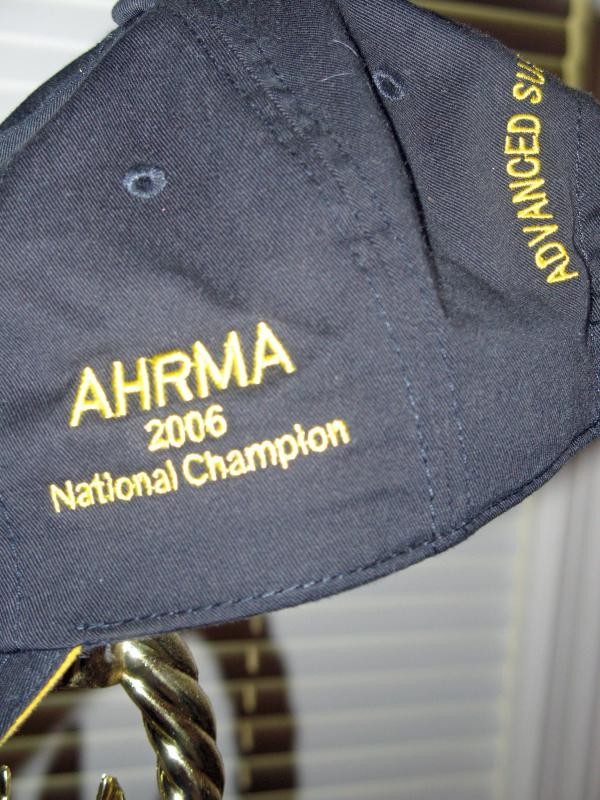 AHRMA
2006
National Champion
ADVANCED